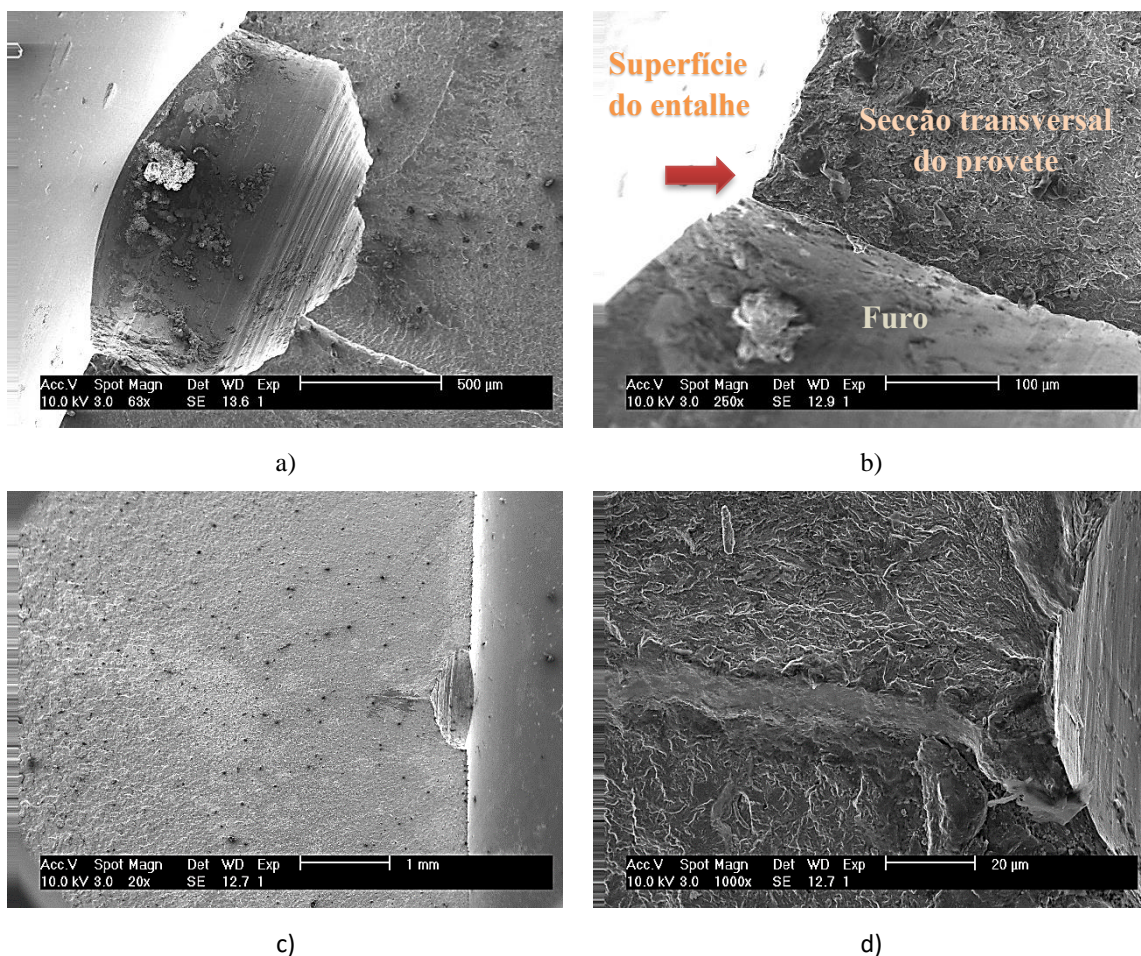 Acc.V Spot Magn Det WD Exp 500 µm
10.0 kV 3.0 63x SE 13.6 1
a)
Superfície
do entalhe
Secção transversal
do provete
Furo
Acc.V Spot Magn Det WD Exp 100 µm
10.0 kV 3.0 250x SE 12.9 1
b)
Acc.V Spot Magn Det WD Exp 1 mm
10.0 kV 3.0 20x SE 12.7 1
c)
Acc.V Spot Magn Det WD Exp 20 µm
10.0 kV 3.0 1000x SE 12.7 1
d)